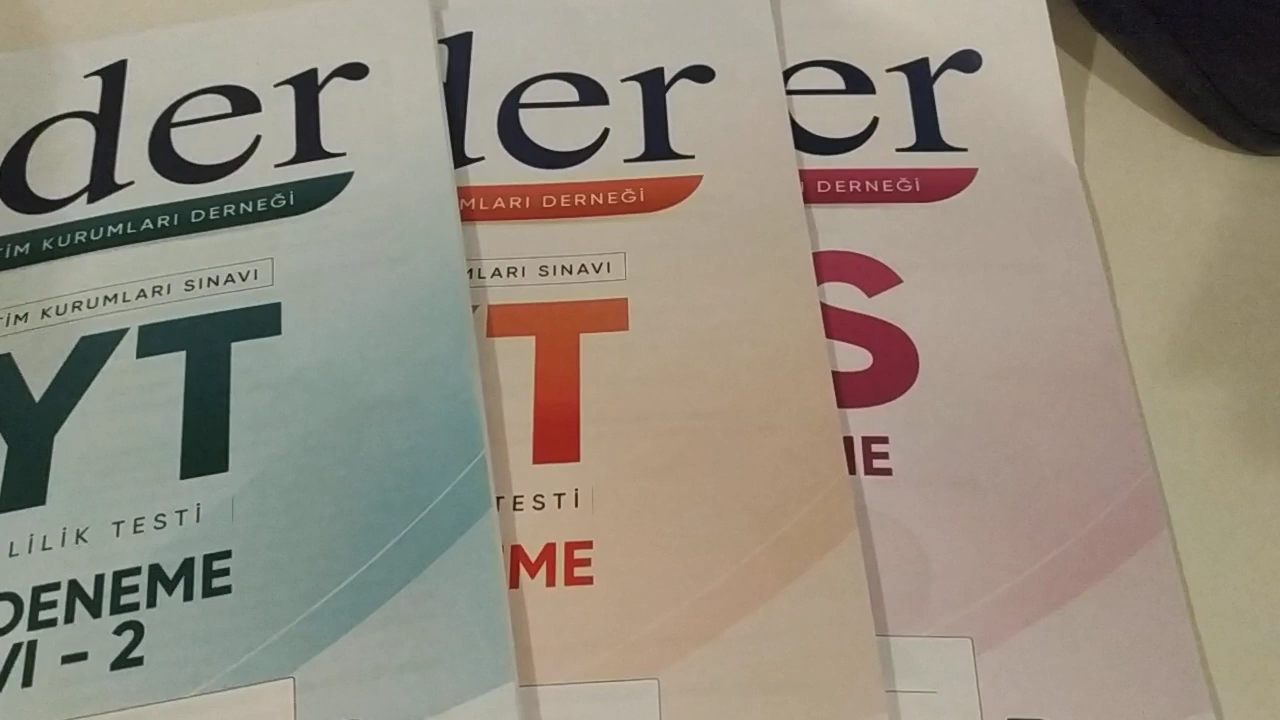 der
TİM KURUMLARI DERNEĞİ
TİM KURUMLARI SINAVI
YT
LİLİK TESTİ
DENEME
VI - 2
der
MLARI DERNEĞİ
MLARI SINAVI
T
TESTİ
ME
er
DERNEĞİ
S
ME